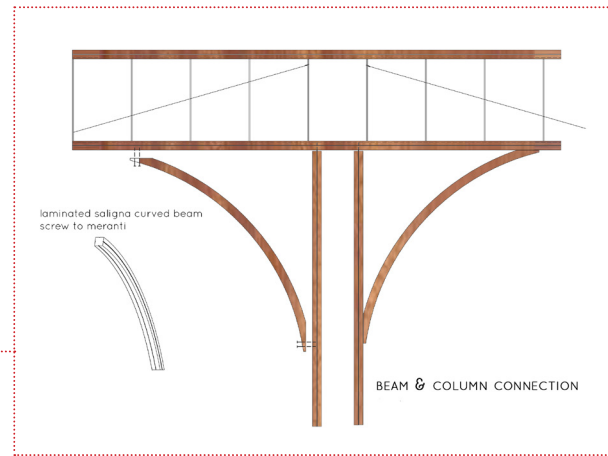 laminated saligna curved beam
screw to meranti
BEAM & COLUMN CONNECTION